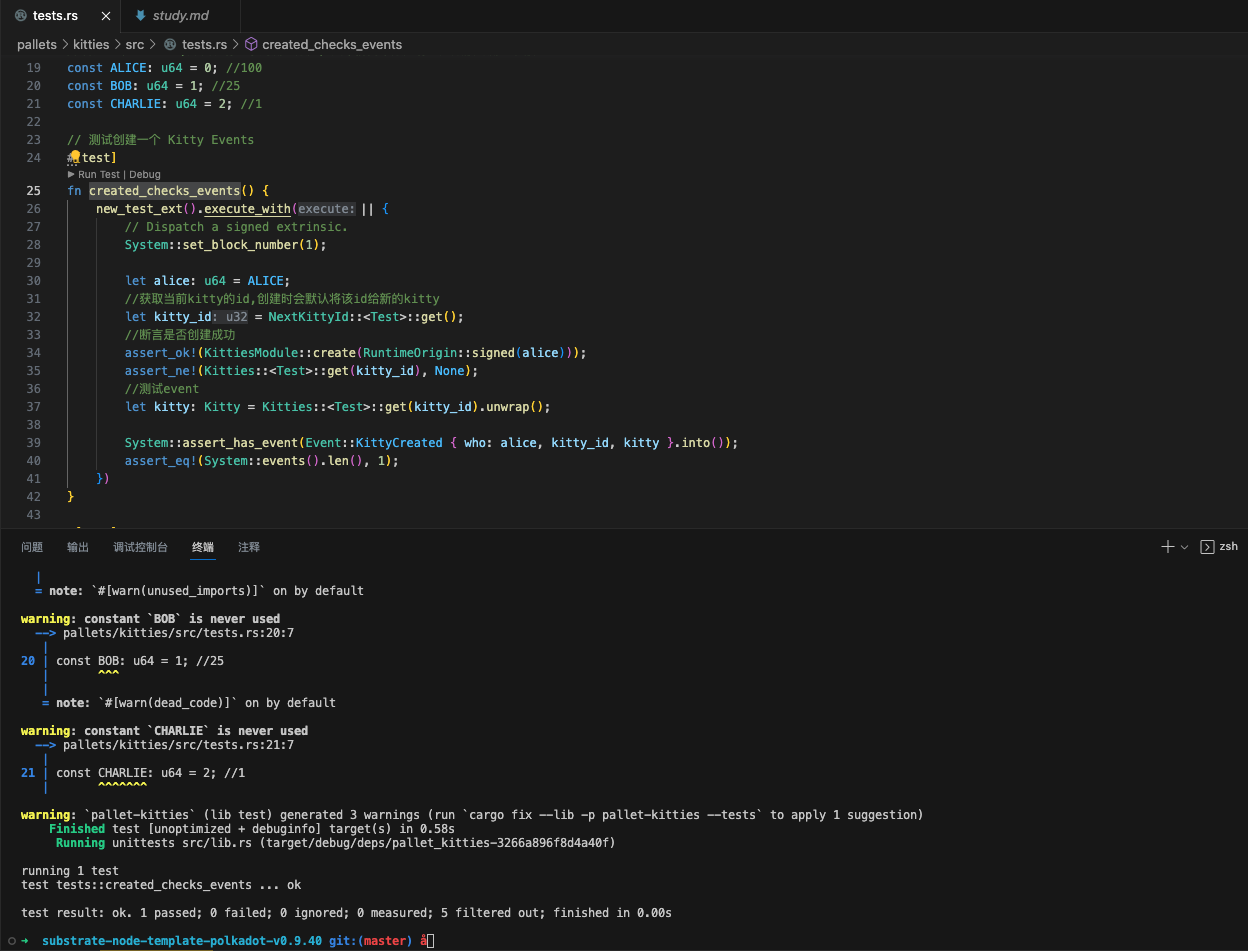 tests.rs
study.md
pallets > kitties > src > tests.rs > created_checks_events
19 const ALICE: u64 = 0; //100
20 const BOB: u64 = 1; //25
21 const CHARLIE: u64 = 2; //1
22
23 // 测试创建一个 Kitty Events
24 #[test]
Run Test | Debug
25 fn created_checks_events() {
26 new_test_ext().execute_with(execute: || {
27 // Dispatch a signed extrinsic.
28 System::set_block_number(1);
29
30 let alice: u64 = ALICE;
31 //获取当前kitty的id,创建时会默认将该id给新的kitty
32 let kitty_id: u32 = NextKittyId::<Test>::get();
33 //断言是否创建成功
34 assert_ok!(KittiesModule::create(RuntimeOrigin::signed(alice)));
35 assert_ne!(Kitties::<Test>::get(kitty_id), None);
36 //测试event
37 let kitty: Kitty = Kitties::<Test>::get(kitty_id).unwrap();
38
39 System::assert_has_event(Event::KittyCreated { who: alice, kitty_id, kitty }.into());
40 assert_eq!(System::events().len(), 1);
41 })
42 }
43
问题 输出 调试控制台 终端 注释
zsh
|
= note: `#[warn(unused_imports)]` on by default
warning: constant `BOB` is never used
--> pallets/kitties/src/tests.rs:20:7
|
20 | const BOB: u64 = 1; //25
| ^^^
|
= note: `#[warn(dead_code)]` on by default
warning: constant `CHARLIE` is never used
--> pallets/kitties/src/tests.rs:21:7
|
21 | const CHARLIE: u64 = 2; //1
| ^^^^^^^
warning: `pallet-kitties` (lib test) generated 3 warnings (run `cargo fix --lib -p pallet-kitties --tests` to apply 1 suggestion)
Finished test [unoptimized + debuginfo] target(s) in 0.58s
Running unittests src/lib.rs (target/debug/deps/pallet_kitties-3266a896f8d4a40f)
running 1 test
test tests::created_checks_events ... ok
test result: ok. 1 passed; 0 failed; 0 ignored; 0 measured; 5 filtered out; finished in 0.00s
➜ substrate-node-template-polkadot-v0.9.40 git:(master) å